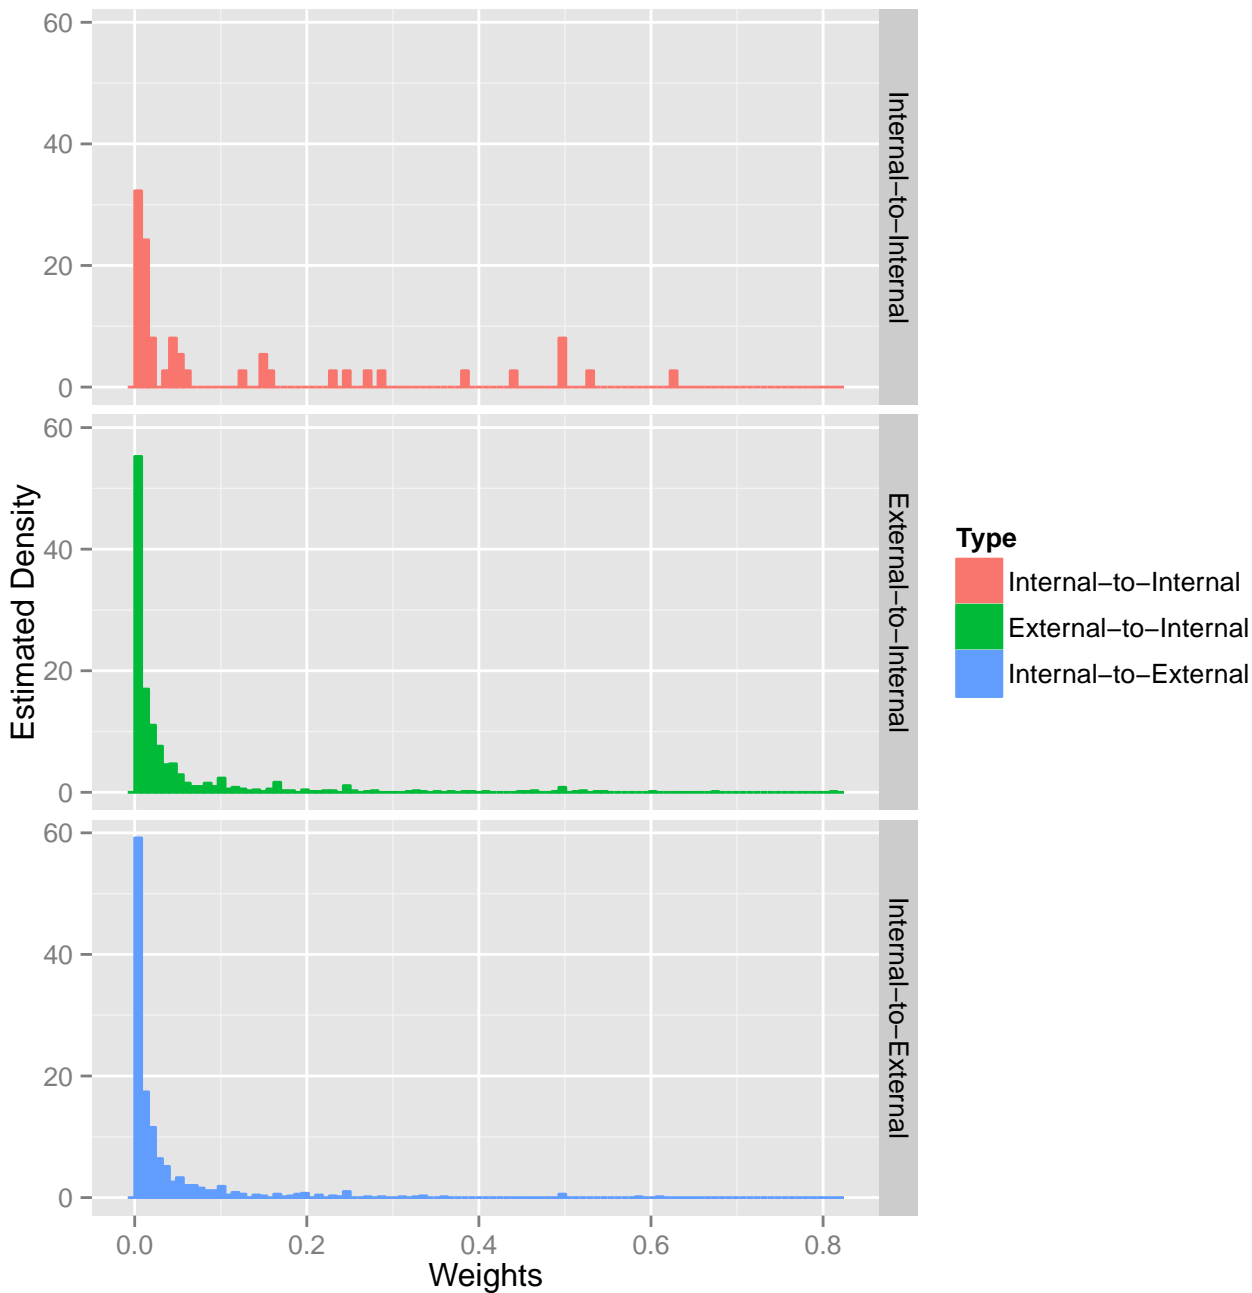 60
40
20
0
Internal−to−Internal
60
40
20
0
External−to−Internal
60
40
20
0
Internal−to−External
0.0 0.2 0.4 0.6 0.8
Weights
Estimated Density
Type
Internal−to−Internal
External−to−Internal
Internal−to−External